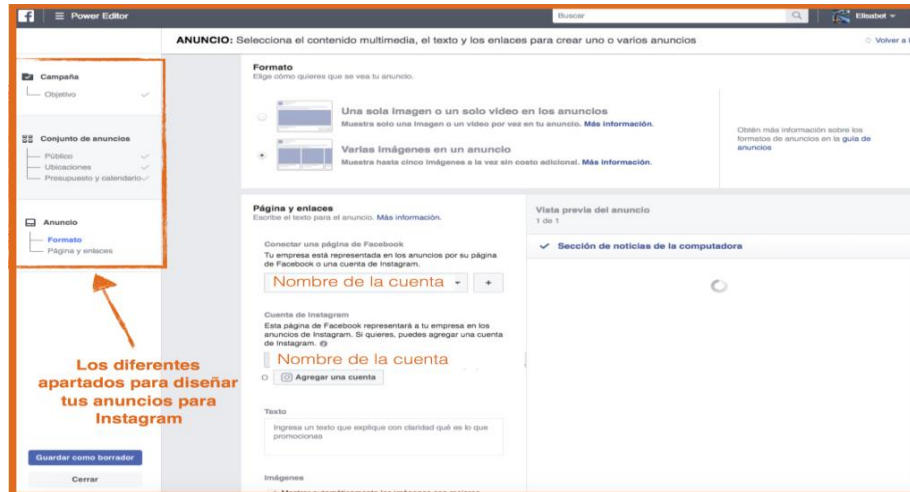 Power Editor
Buscar
Elisabet
ANUNCIO: Selecciona el contenido multimedia, el texto y los enlaces para crear uno o varios anuncios
Volver a l
Campaña
Objetivo
Conjunto de anuncios
Público
Ubicaciones
Presupuesto y calendario
Anuncio
Formato
Página y enlaces
Los diferentes
apartados para diseñar
tus anuncios para
Instagram
Guardar como borrador
Cerrar
Formato
Elige cómo quieres que se vea tu anuncio.
Una sola imagen o un solo video en los anuncios
Muestra solo una imagen o un video por vez en tu anuncio. Más información.
Varias imágenes en un anuncio
Muestra hasta cinco imágenes a la vez sin costo adicional. Más información.
Obtén más información sobre los
formatos de anuncios en la guía de
anuncios
Página y enlaces
Escribe el texto para el anuncio. Más información.
Conectar una página de Facebook
Tu empresa está representada en los anuncios por su página
de Facebook o una cuenta de Instagram.
Nombre de la cuenta
+
Cuenta de Instagram
Esta página de Facebook representará a tu empresa en los
anuncios de Instagram. Si quieres, puedes agregar una cuenta
de Instagram.
Nombre de la cuenta
Agregar una cuenta
Texto
Ingresa un texto que explique con claridad qué es lo que
promocionas
Imágenes
Vista previa del anuncio
1 de 1
Sección de noticias de la computadora